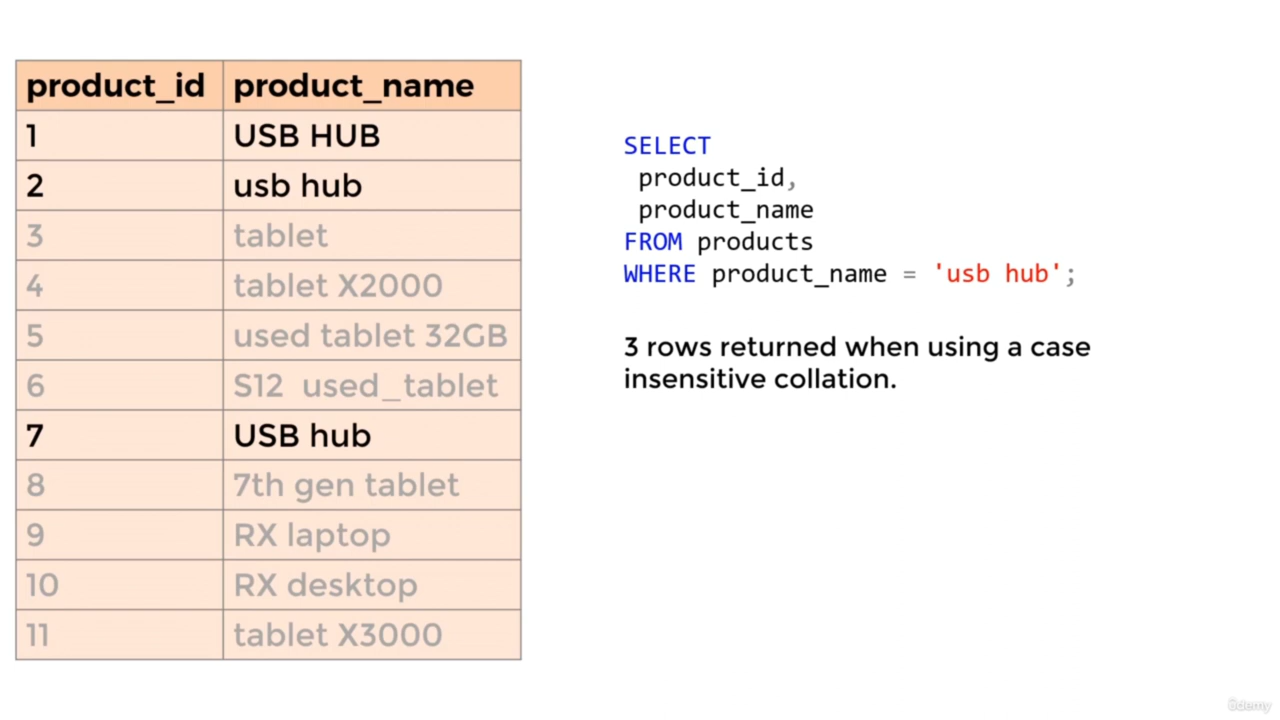 product_id product_name
1 USB HUB
2 usb hub
3 tablet
4 tablet X2000
5 used tablet 32GB
6 S12  used_tablet
7 USB hub
8 7th gen tablet
9 RX laptop
10 RX desktop
11 tablet X3000
SELECT
product_id,
product_name
FROM products
WHERE product_name = 'usb hub';
3 rows returned when using a case
insensitive collation.
ûdemy